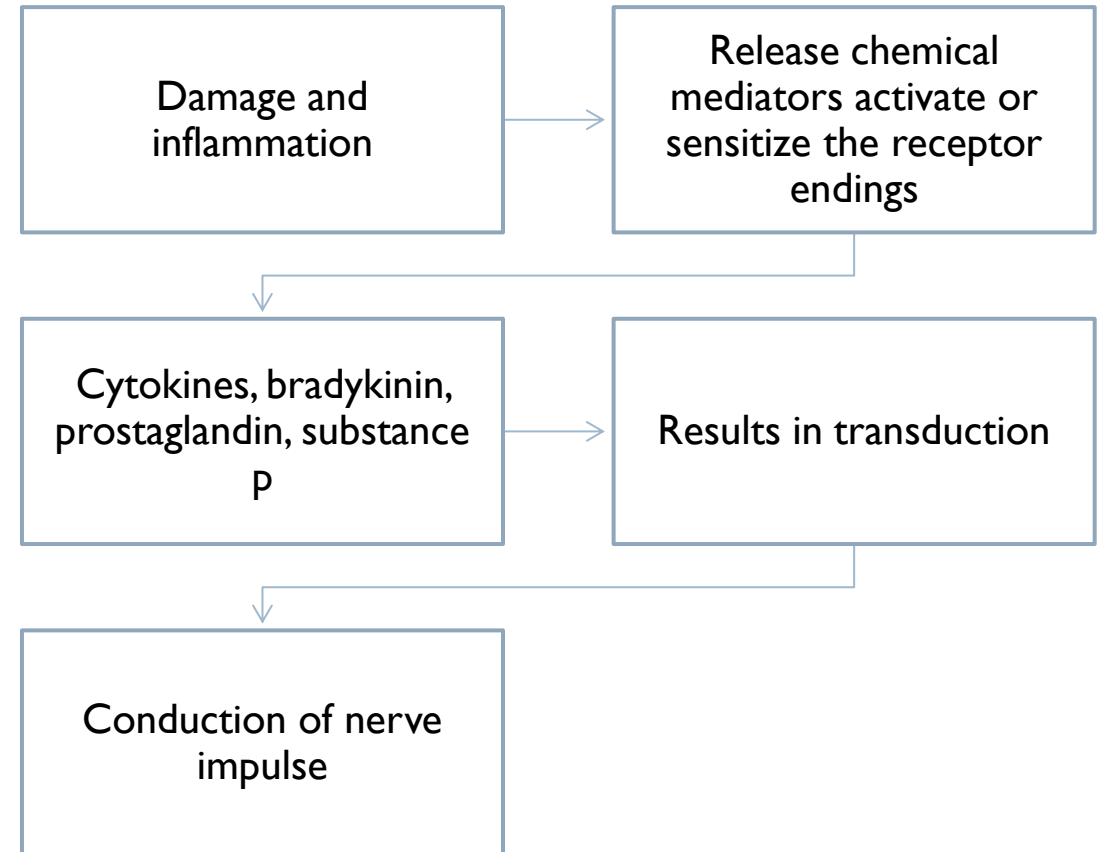 Damage and
inflammation
Release chemical
mediators activate or
sensitize the receptor
endings
Cytokines, bradykinin,
prostaglandin, substance
p
Results in transduction
Conduction of nerve
impulse